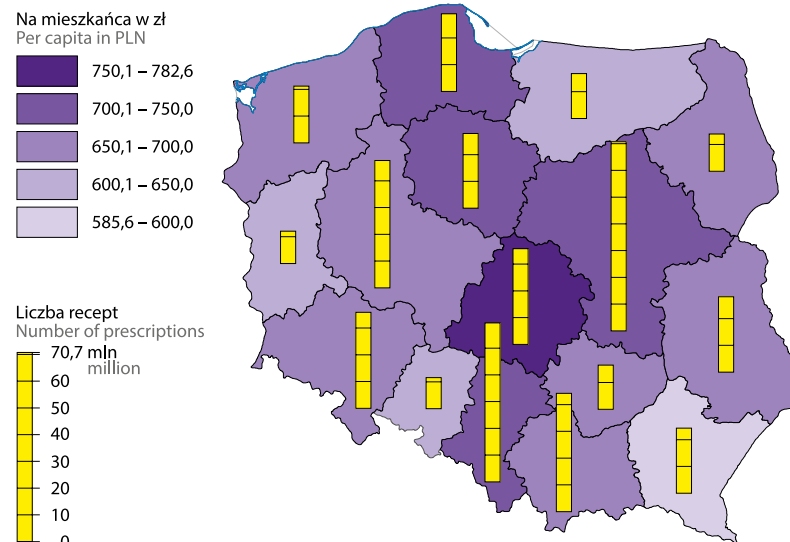 Na mieszkańca w zł
Per capita in PLN
750,1 – 782,6
700,1 – 750,0
650,1 – 700,0
600,1 – 650,0
585,6 – 600,0
Liczba recept
Number of prescriptions
70,7 mln
million
60
50
40
30
20
10
0